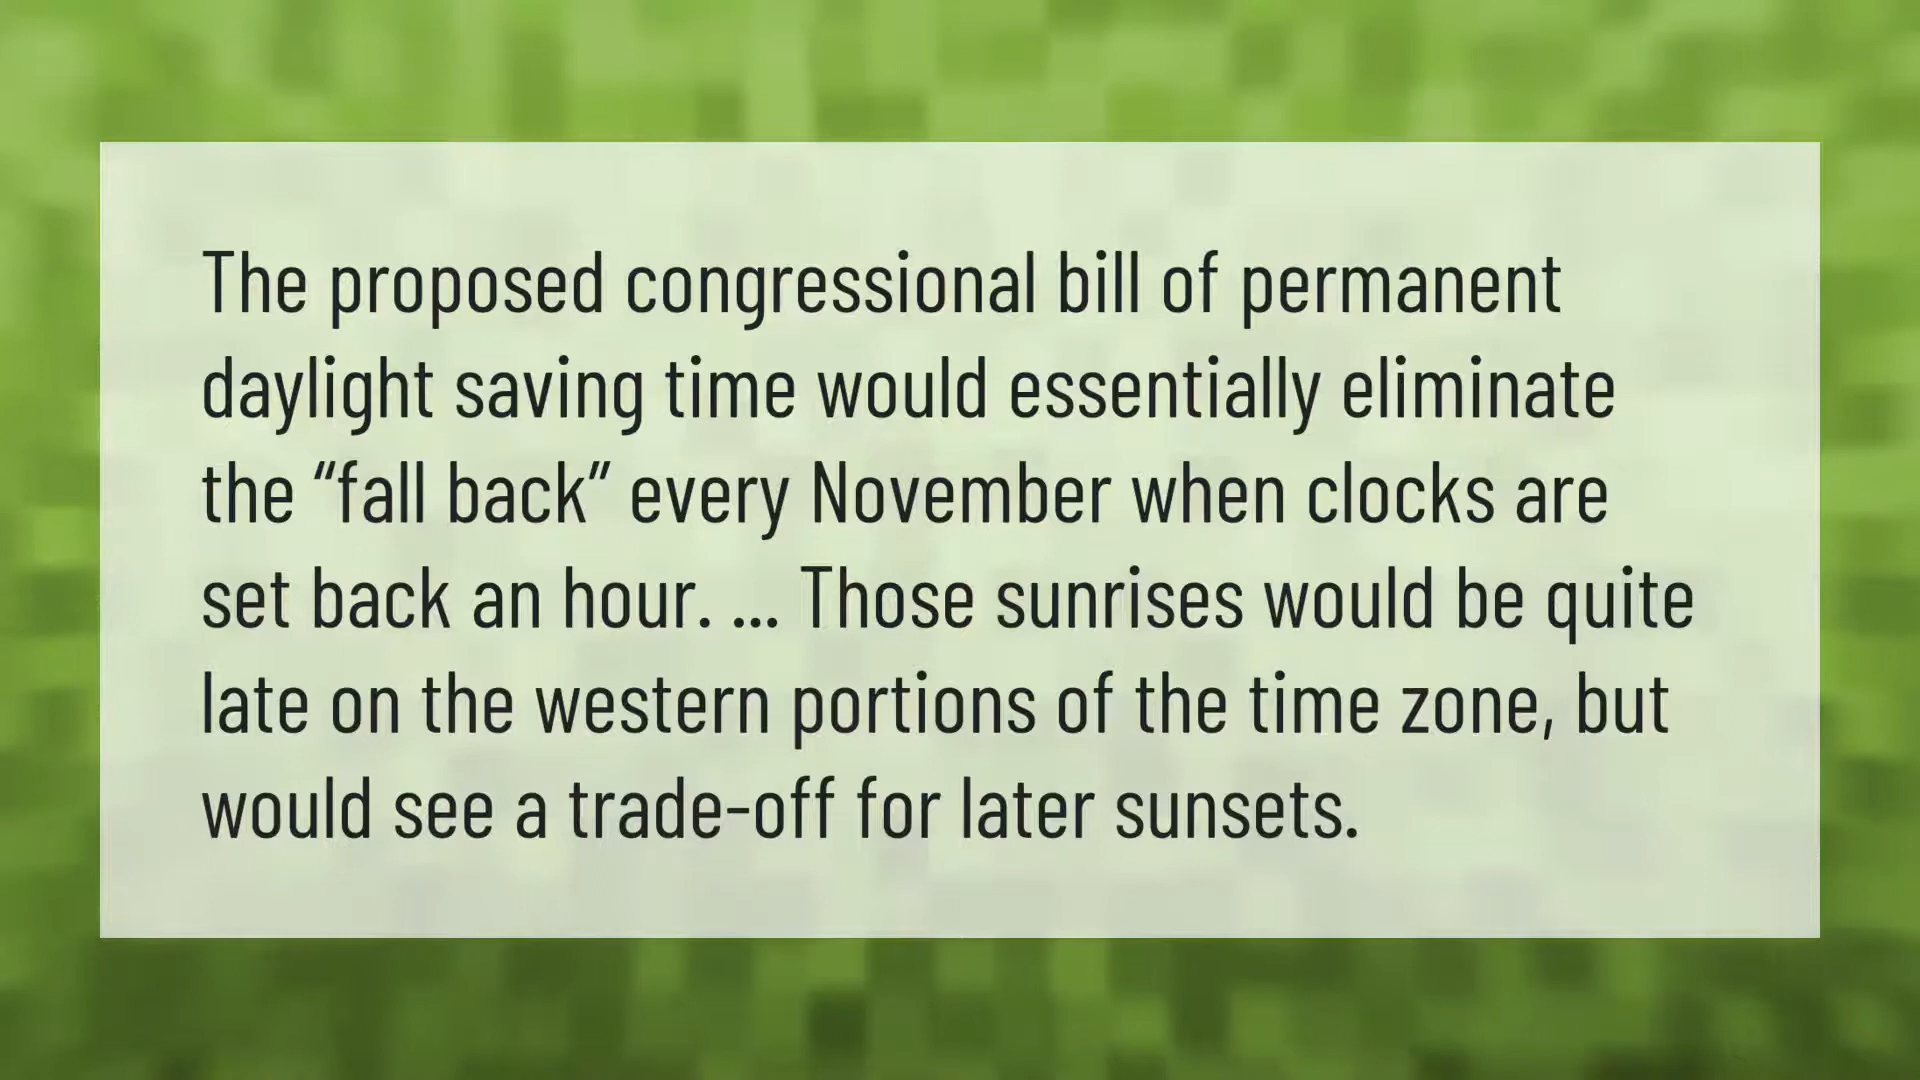 The proposed congressional bill of permanent
daylight saving time would essentially eliminate
the “fall back” every November when clocks are
set back an hour. ... Those sunrises would be quite
late on the western portions of the time zone, but
would see a trade-off for later sunsets.